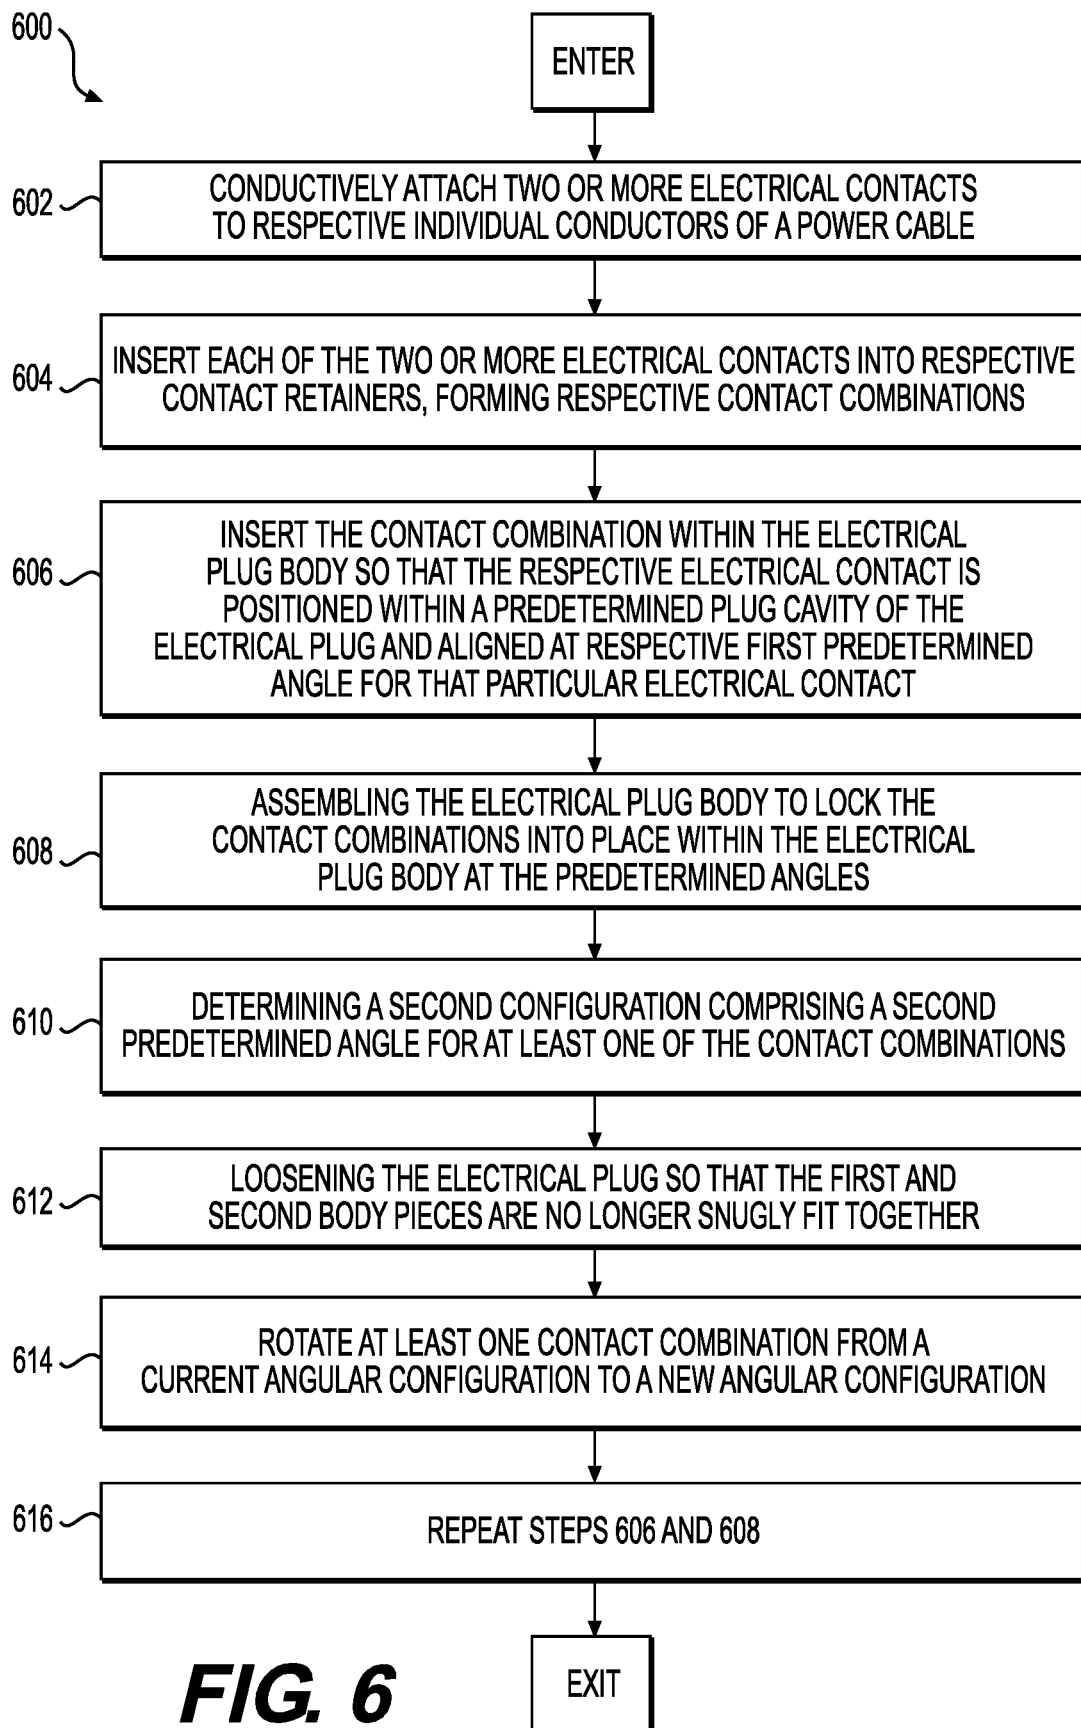 600
ENTER
602
CONDUCTIVELY ATTACH TWO OR MORE ELECTRICAL CONTACTS
TO RESPECTIVE INDIVIDUAL CONDUCTORS OF A POWER CABLE
604
INSERT EACH OF THE TWO OR MORE ELECTRICAL CONTACTS INTO RESPECTIVE
CONTACT RETAINERS, FORMING RESPECTIVE CONTACT COMBINATIONS
606
INSERT THE CONTACT COMBINATION WITHIN THE ELECTRICAL
PLUG BODY SO THAT THE RESPECTIVE ELECTRICAL CONTACT IS
POSITIONED WITHIN A PREDETERMINED PLUG CAVITY OF THE
ELECTRICAL PLUG AND ALIGNED AT RESPECTIVE FIRST PREDETERMINED
ANGLE FOR THAT PARTICULAR ELECTRICAL CONTACT
608
ASSEMBLING THE ELECTRICAL PLUG BODY TO LOCK THE
CONTACT COMBINATIONS INTO PLACE WITHIN THE ELECTRICAL
PLUG BODY AT THE PREDETERMINED ANGLES
610
DETERMINING A SECOND CONFIGURATION COMPRISING A SECOND
PREDETERMINED ANGLE FOR AT LEAST ONE OF THE CONTACT COMBINATIONS
612
LOOSENING THE ELECTRICAL PLUG SO THAT THE FIRST AND
SECOND BODY PIECES ARE NO LONGER SNUGLY FIT TOGETHER
614
ROTATE AT LEAST ONE CONTACT COMBINATION FROM A
CURRENT ANGULAR CONFIGURATION TO A NEW ANGULAR CONFIGURATION
616
REPEAT STEPS 606 AND 608
EXIT
FIG. 6